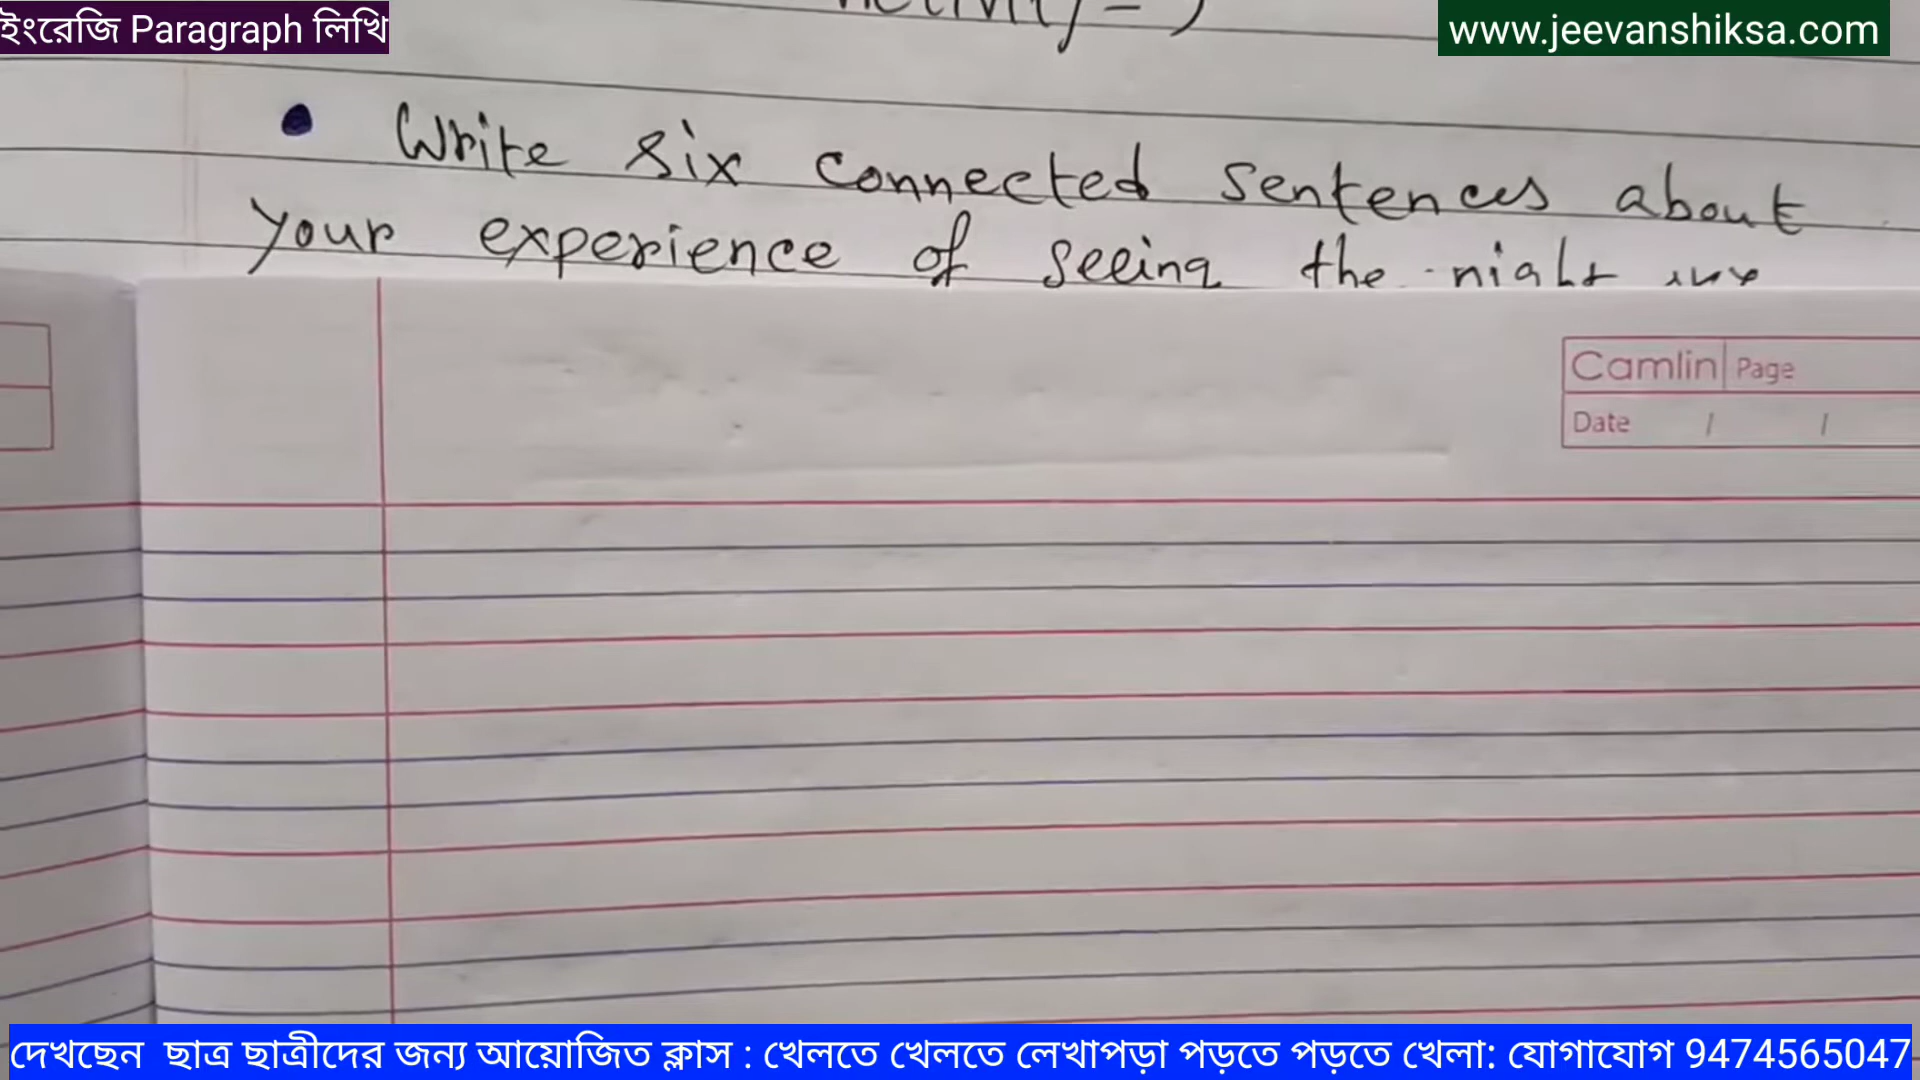 ইংরেজি Paragraph লিখি
www.jeevanshiksa.com
Write six connected sentences about
your experience of seeing the night
Camlin Page
Date / /
দেখছেন ছাত্র ছাত্রীদের জন্য আয়োজিত ক্লাস : খেলতে খেলতে লেখাপড়া পড়তে পড়তে খেলা: যোগাযোগ 9474565047